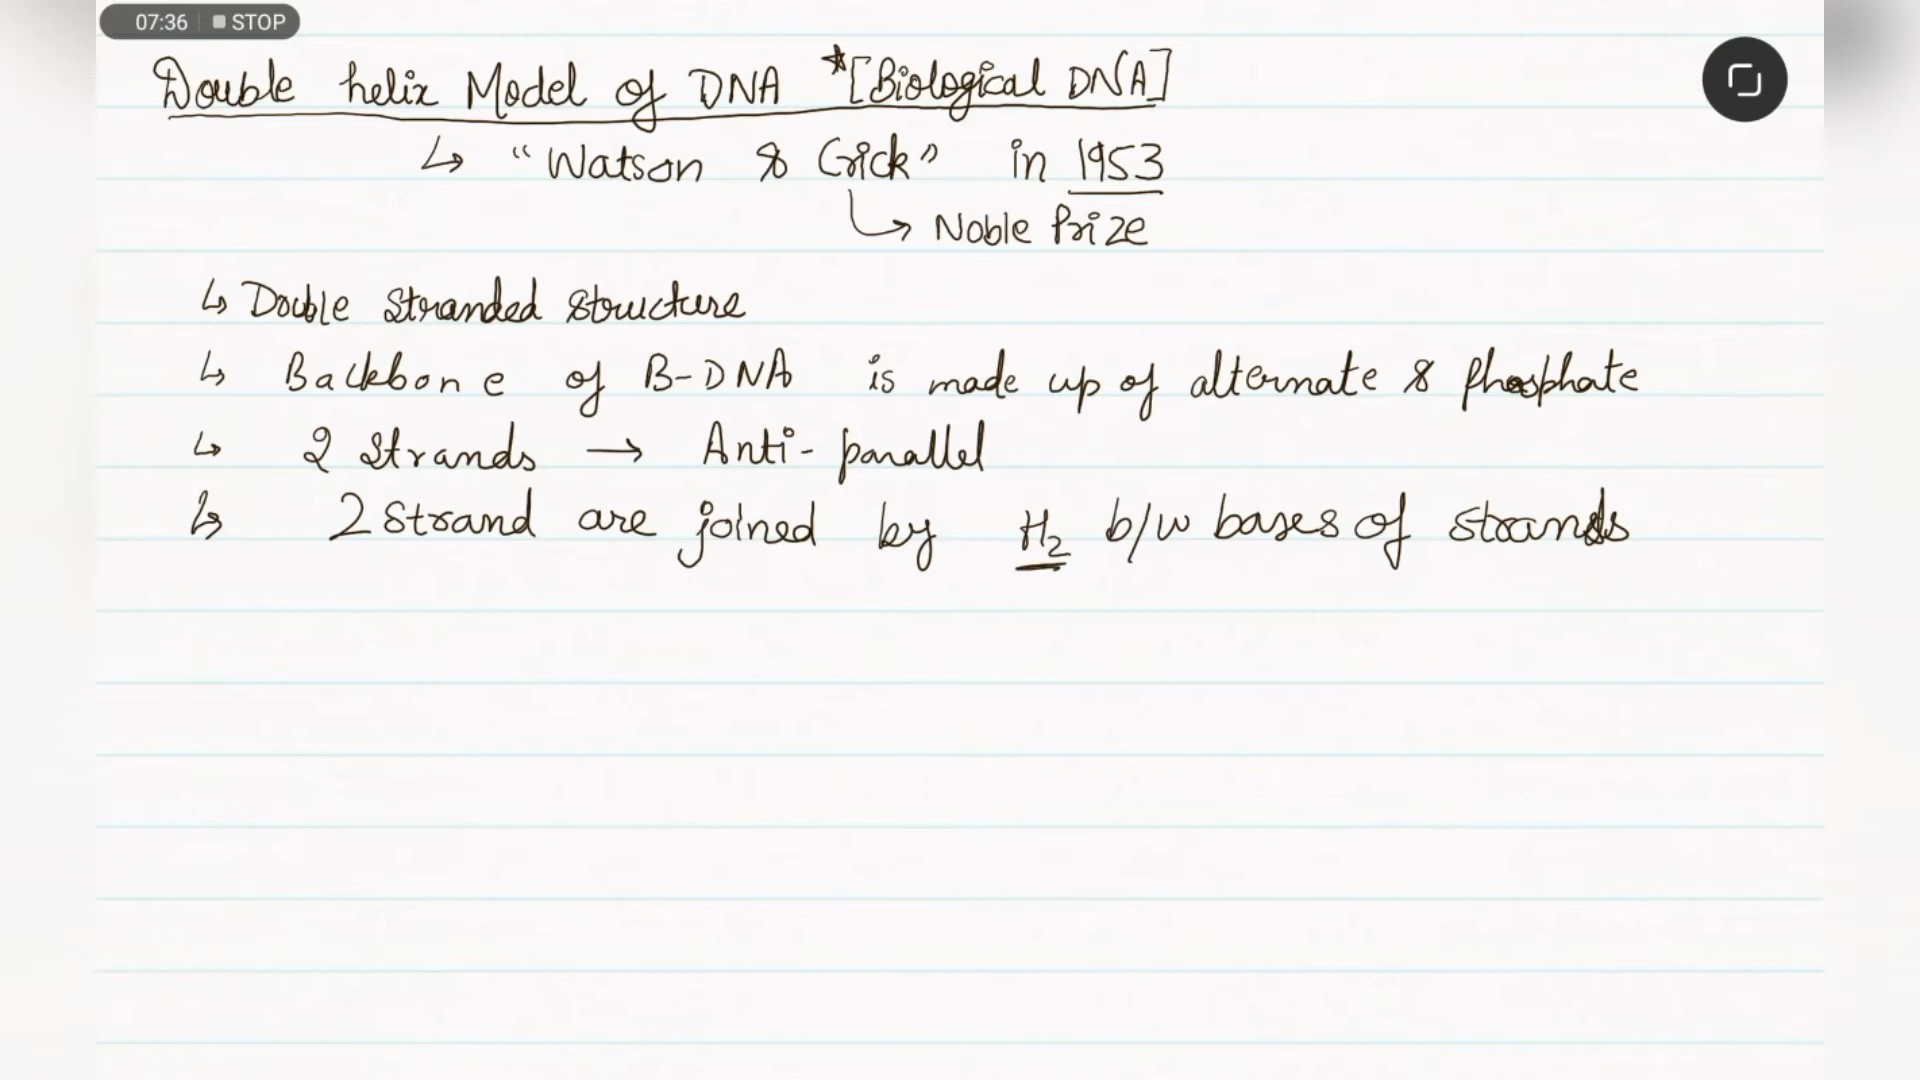 07:36 STOP
Double helix Model of DNA *[Biological DNA]
↳ "Watson & Crick" in 1953
↳ Noble Prize
↳ Double Stranded structure
↳ Backbone of B-DNA is made up of alternate & phosphate
↳ 2 Strands → Anti-parallel
↳ 2 Strand are joined by H₂ b/w bases of strands